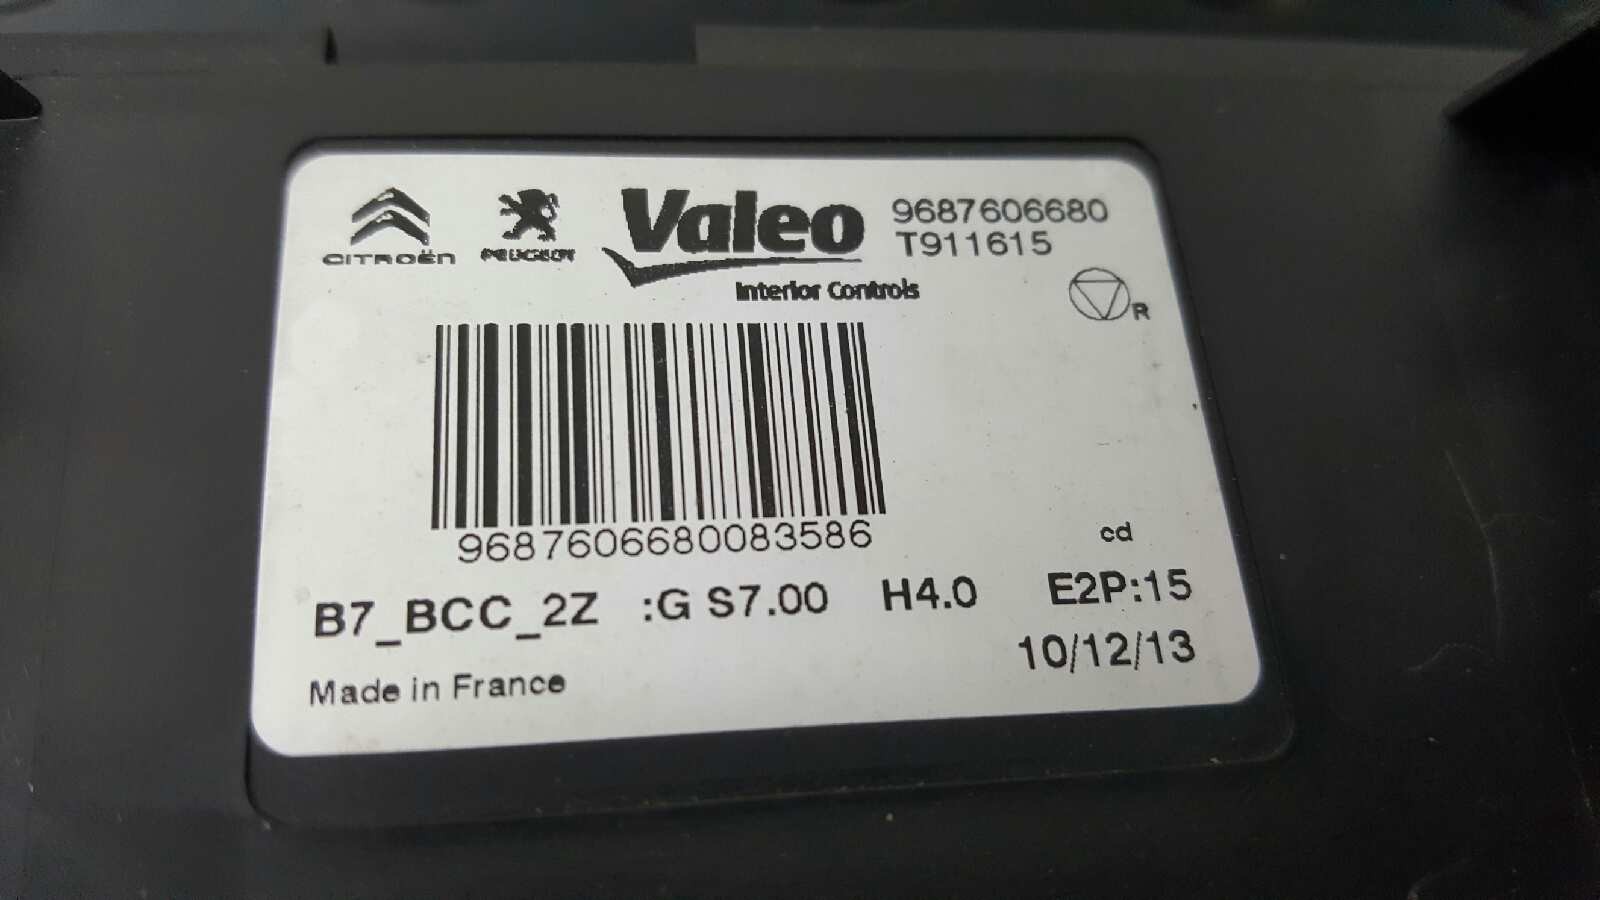 CITROËN PEUGEOT Valeo 9687606680
T911615
Interior Controls
R
9687606680083586
cd
B7_BCC_2Z :G S7.00 H4.0 E2P:15
10/12/13
Made in France